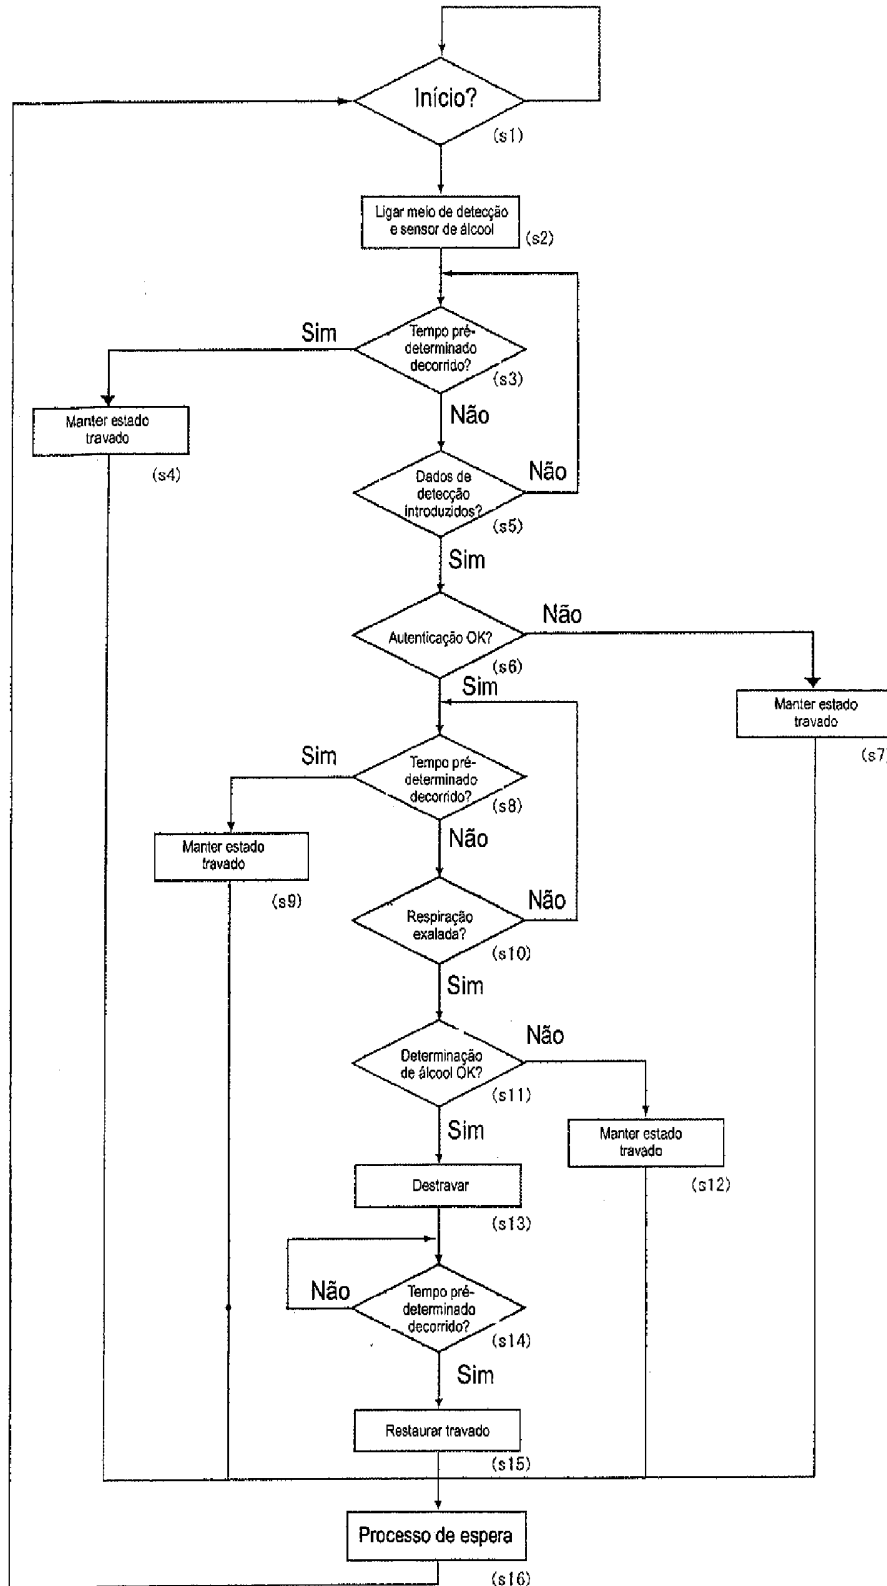 Início?
(s1)
Ligar meio de detecção
e sensor de álcool
(s2)
Sim
Tempo pré-
determinado
decorrido?
(s3)
Não
Manter estado
travado
(s4)
Dados de
detecção
introduzidos?
(s5)
Não
Sim
Autenticação OK?
(s6)
Não
Sim
Manter estado
travado
(s7)
Sim
Tempo pré-
determinado
decorrido?
(s8)
Não
Manter estado
travado
(s9)
Respiração
exalada?
(s10)
Não
Sim
Determinação
de álcool OK?
(s11)
Não
Sim
Manter estado
travado
(s12)
Destravar
(s13)
Não
Tempo pré-
determinado
decorrido?
(s14)
Sim
Restaurar travado
(s15)
Processo de espera
(s16)